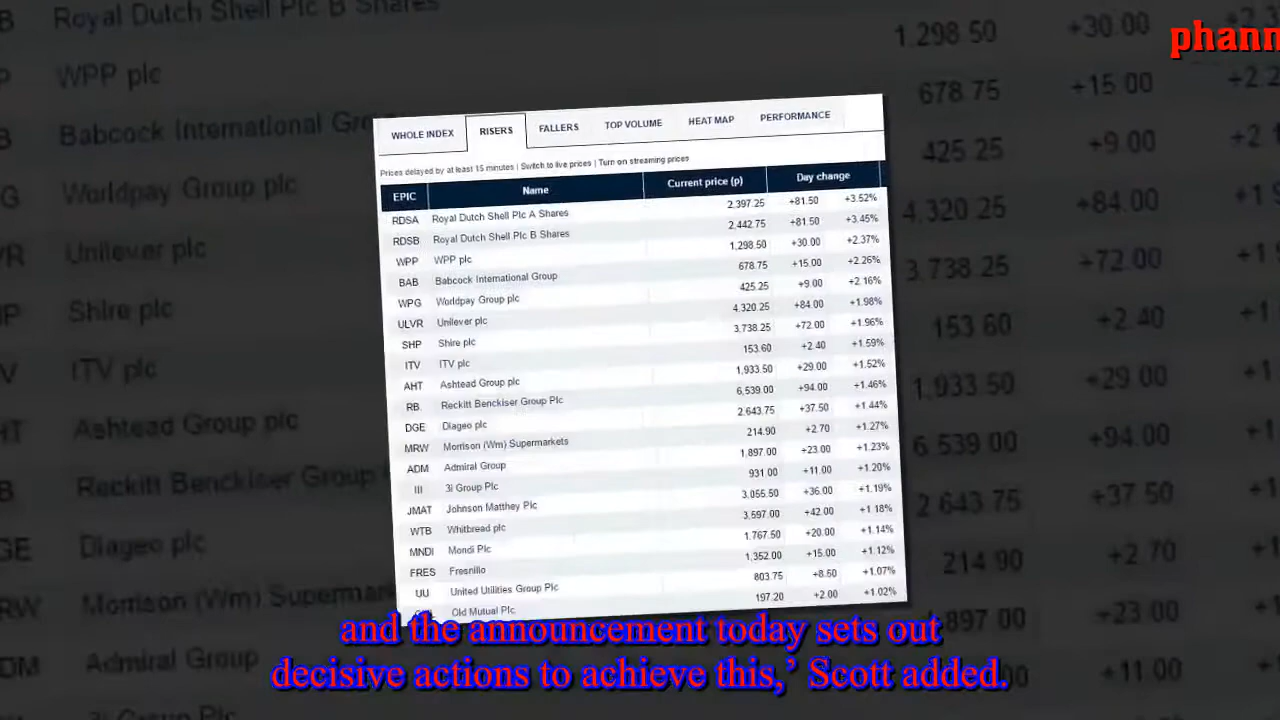 phann
WHOLE INDEX RISERS FALLERS TOP VOLUME HEAT MAP PERFORMANCE
Prices delayed by at least 15 minutes | Switch to live prices | Turn on streaming prices
EPIC Name Current price (p) Day change
RDSA Royal Dutch Shell Plc A Shares 2,397.25 +81.50 +3.52%
RDSB Royal Dutch Shell Plc B Shares 2,442.75 +81.50 +3.45%
WPP WPP plc 1,298.50 +30.00 +2.37%
BAB Babcock International Group 678.75 +15.00 +2.26%
WPG Worldpay Group plc 425.25 +9.00 +2.16%
ULVR Unilever plc 4,320.25 +84.00 +1.98%
SHP Shire plc 3,738.25 +72.00 +1.96%
ITV ITV plc 153.60 +2.40 +1.59%
AHT Ashtead Group plc 1,933.50 +29.00 +1.52%
RB. Reckitt Benckiser Group Plc 6,539.00 +94.00 +1.46%
DGE Diageo plc 2,643.75 +37.50 +1.44%
MRW Morrison (Wm) Supermarkets 214.90 +2.70 +1.27%
ADM Admiral Group 1,897.00 +23.00 +1.23%
III 3i Group Plc 931.00 +11.00 +1.20%
JMAT Johnson Matthey Plc 3,055.50 +36.00 +1.19%
WTB Whitbread plc 3,597.00 +42.00 +1.18%
MNDI Mondi Plc 1,767.50 +20.00 +1.14%
FRES Fresnillo 1,352.00 +15.00 +1.12%
UU United Utilities Group Plc 803.75 +8.50 +1.07%
Old Mutual Plc 197.20 +2.00 +1.02%
and the announcement today sets out
decisive actions to achieve this,’ Scott added.